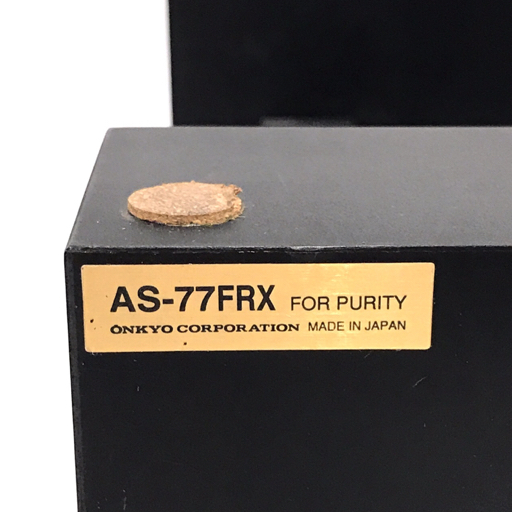 AS-77FRX FOR PURITY
ONKYO CORPORATION MADE IN JAPAN